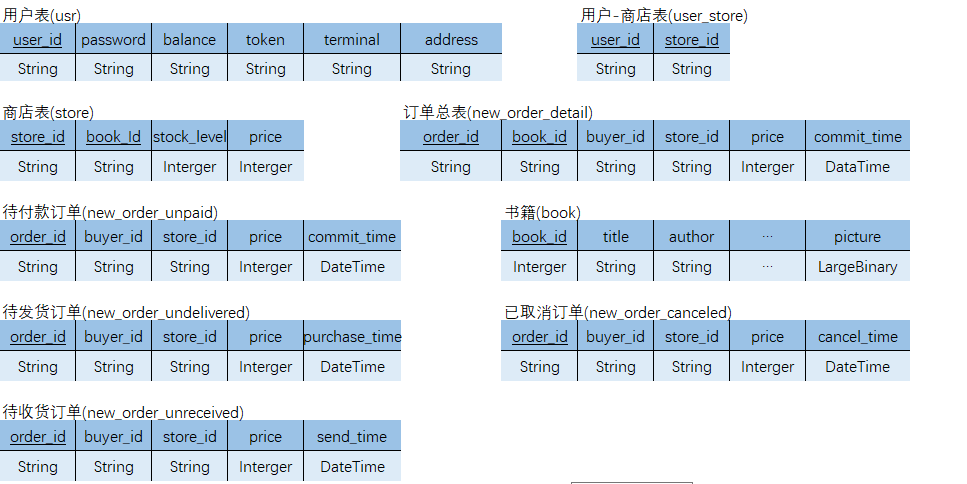 用户表(usr)
user_id password balance token terminal address
String String String String String String
用户-商店表(user_store)
user_id store_id
String String
商店表(store)
store_id book_Id stock_level price
String String Interger Interger
订单总表(new_order_detail)
order_id book_id buyer_id store_id price commit_time
String String String String Interger DataTime
待付款订单(new_order_unpaid)
order_id buyer_id store_id price commit_time
String String String Interger DateTime
书籍(book)
book_id title author ... picture
Interger String String ... LargeBinary
待发货订单(new_order_undelivered)
order_id buyer_id store_id price purchase_time
String String String Interger DateTime
已取消订单(new_order_canceled)
order_id buyer_id store_id price cancel_time
String String String Interger DateTime
待收货订单(new_order_unreceived)
order_id buyer_id store_id price send_time
String String String Interger DateTime